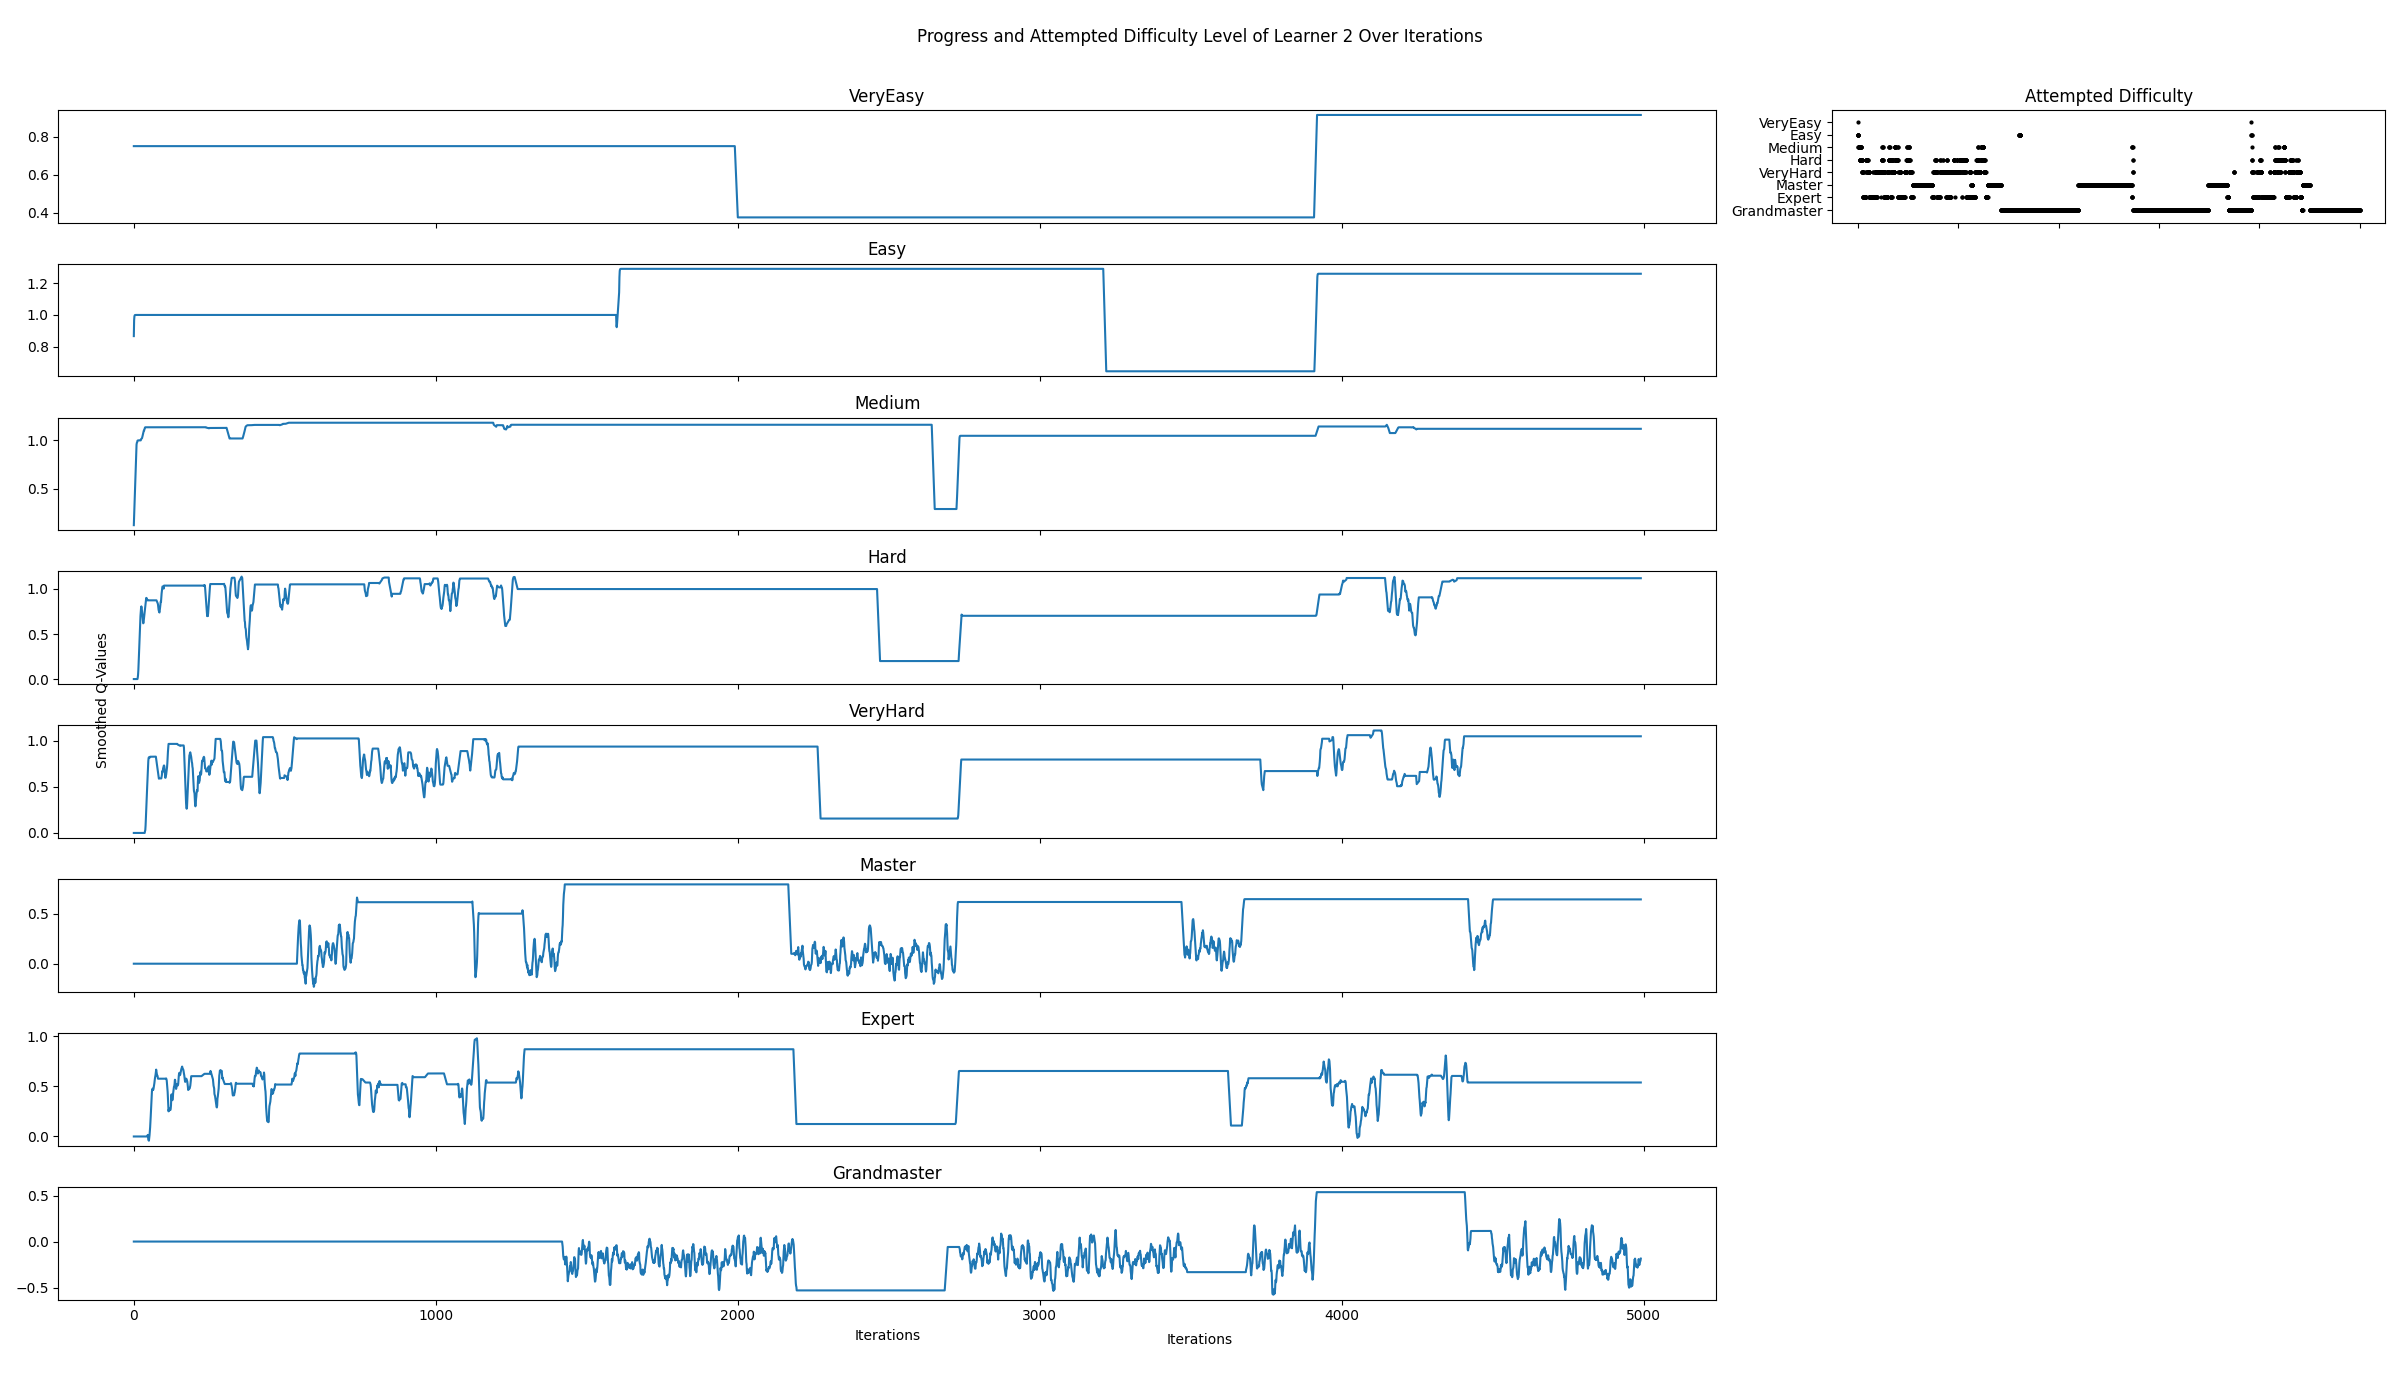 Progress and Attempted Difficulty Level of Learner 2 Over Iterations
VeryEasy
0.8
0.6
0.4
Attempted Difficulty
VeryEasy
Easy
Medium
Hard
VeryHard
Master
Expert
Grandmaster
Easy
1.2
1.0
0.8
Medium
1.0
0.5
Hard
1.0
0.5
0.0
Smoothed Q-Values
VeryHard
1.0
0.5
0.0
Master
0.5
0.0
Expert
1.0
0.5
0.0
Grandmaster
0.5
0.0
−0.5
0 1000 2000 3000 4000 5000
Iterations
Iterations